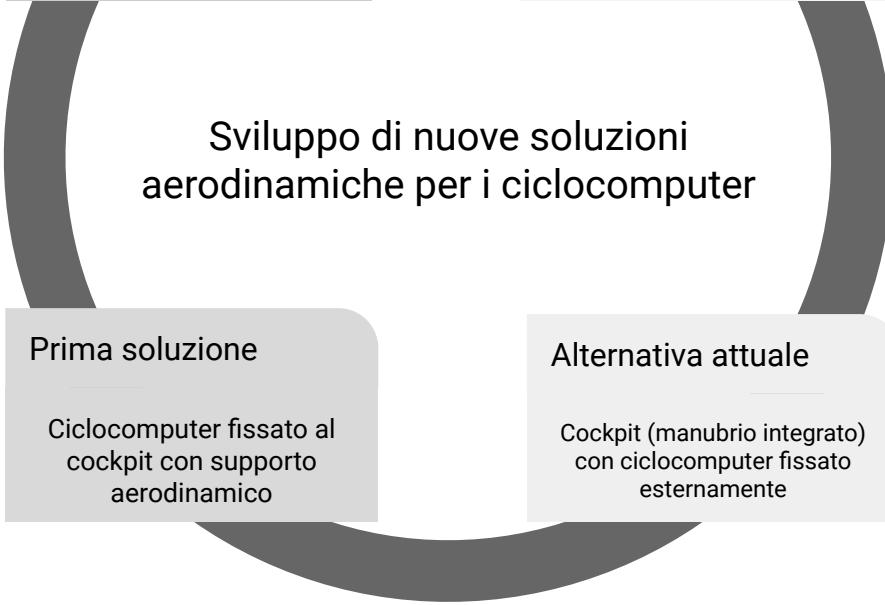 Sviluppo di nuove soluzioni
aerodinamiche per i ciclocomputer
Prima soluzione
Ciclocomputer fissato al
cockpit con supporto
aerodinamico
Alternativa attuale
Cockpit (manubrio integrato)
con ciclocomputer fissato
esternamente